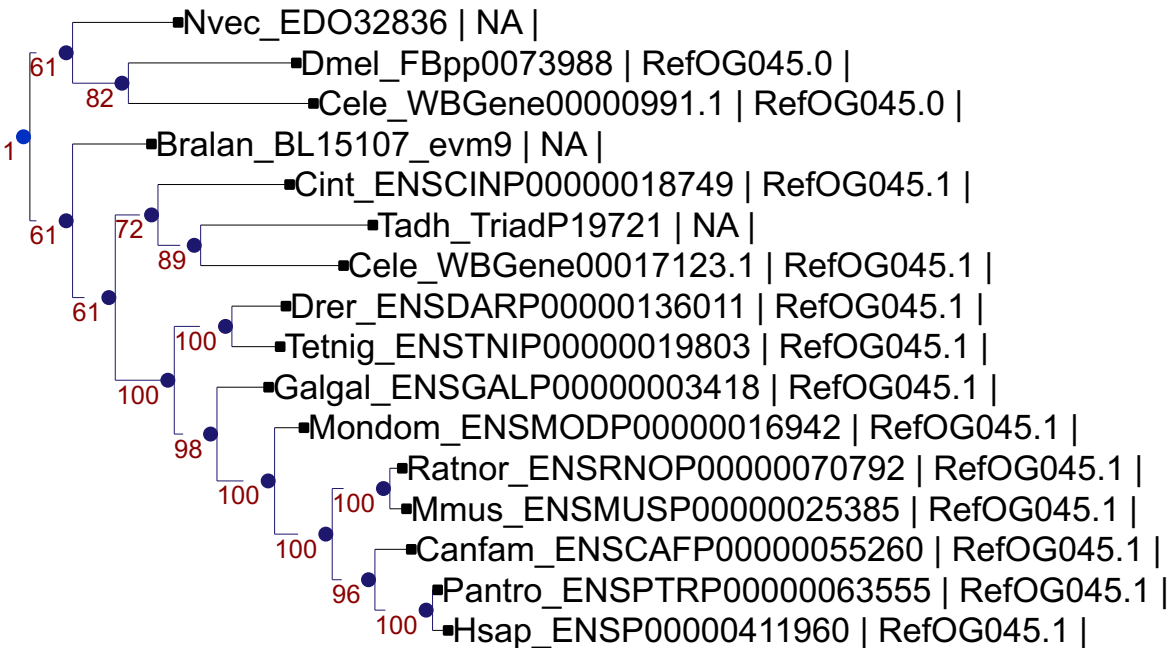 Nvec_EDO32836 | NA |
61
Dmel_FBpp0073988 | RefOG045.0 |
82
Cele_WBGene00000991.1 | RefOG045.0 |
1
Bralan_BL15107_evm9 | NA |
Cint_ENSCINP00000018749 | RefOG045.1 |
61
72
Tadh_TriadP19721 | NA |
89
Cele_WBGene00017123.1 | RefOG045.1 |
61
Drer_ENSDARP00000136011 | RefOG045.1 |
100
Tetnig_ENSTNIP00000019803 | RefOG045.1 |
100
Galgal_ENSGALP00000003418 | RefOG045.1 |
Mondom_ENSMODP00000016942 | RefOG045.1 |
98
Ratnor_ENSRNOP00000070792 | RefOG045.1 |
100
100
Mmus_ENSMUSP00000025385 | RefOG045.1 |
100
Canfam_ENSCAFP00000055260 | RefOG045.1 |
96
Pantro_ENSPTRP00000063555 | RefOG045.1 |
100
Hsap_ENSP00000411960 | RefOG045.1 |